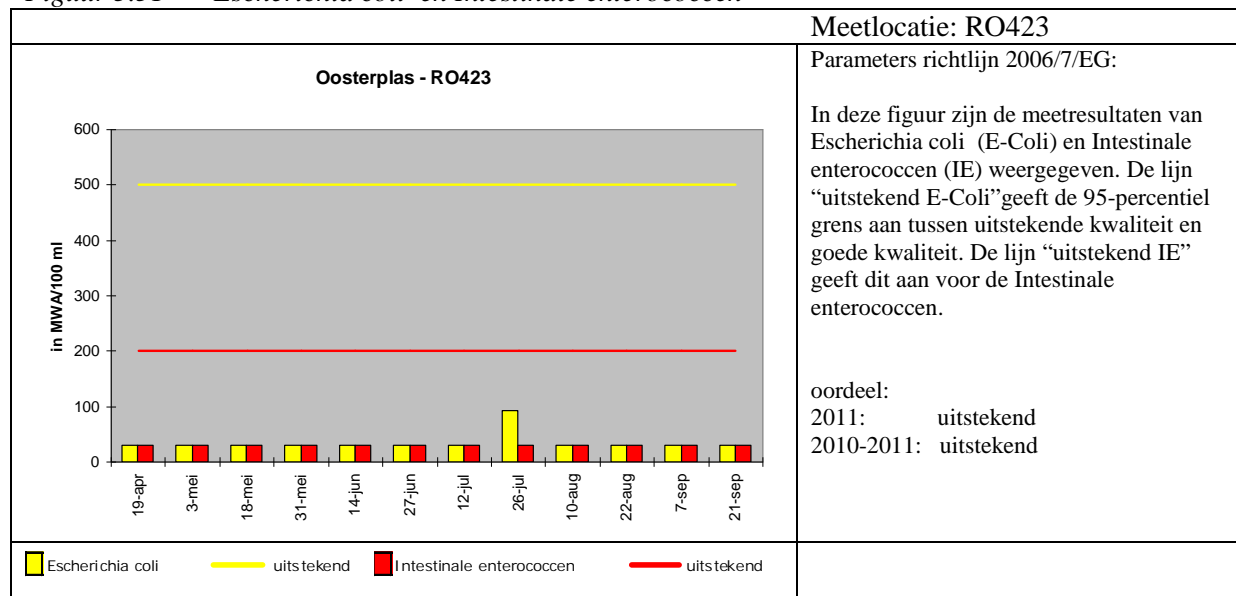 Meetlocatie: RO423
Oosterplas - RO423
in MWA/100 ml
600
500
400
300
200
100
0
19-apr
3-mei
18-mei
31-mei
14-jun
27-jun
12-jul
26-jul
10-aug
22-aug
7-sep
21-sep
Escherichia coli
uitstekend
Intestinale enterococcen
uitstekend
Parameters richtlijn 2006/7/EG:
In deze figuur zijn de meetresultaten van
Escherichia coli (E-Coli) en Intestinale
enterococcen (IE) weergegeven. De lijn
“uitstekend E-Coli”geeft de 95-percentiel
grens aan tussen uitstekende kwaliteit en
goede kwaliteit. De lijn “uitstekend IE”
geeft dit aan voor de Intestinale
enterococcen.
oordeel:
2011: uitstekend
2010-2011: uitstekend